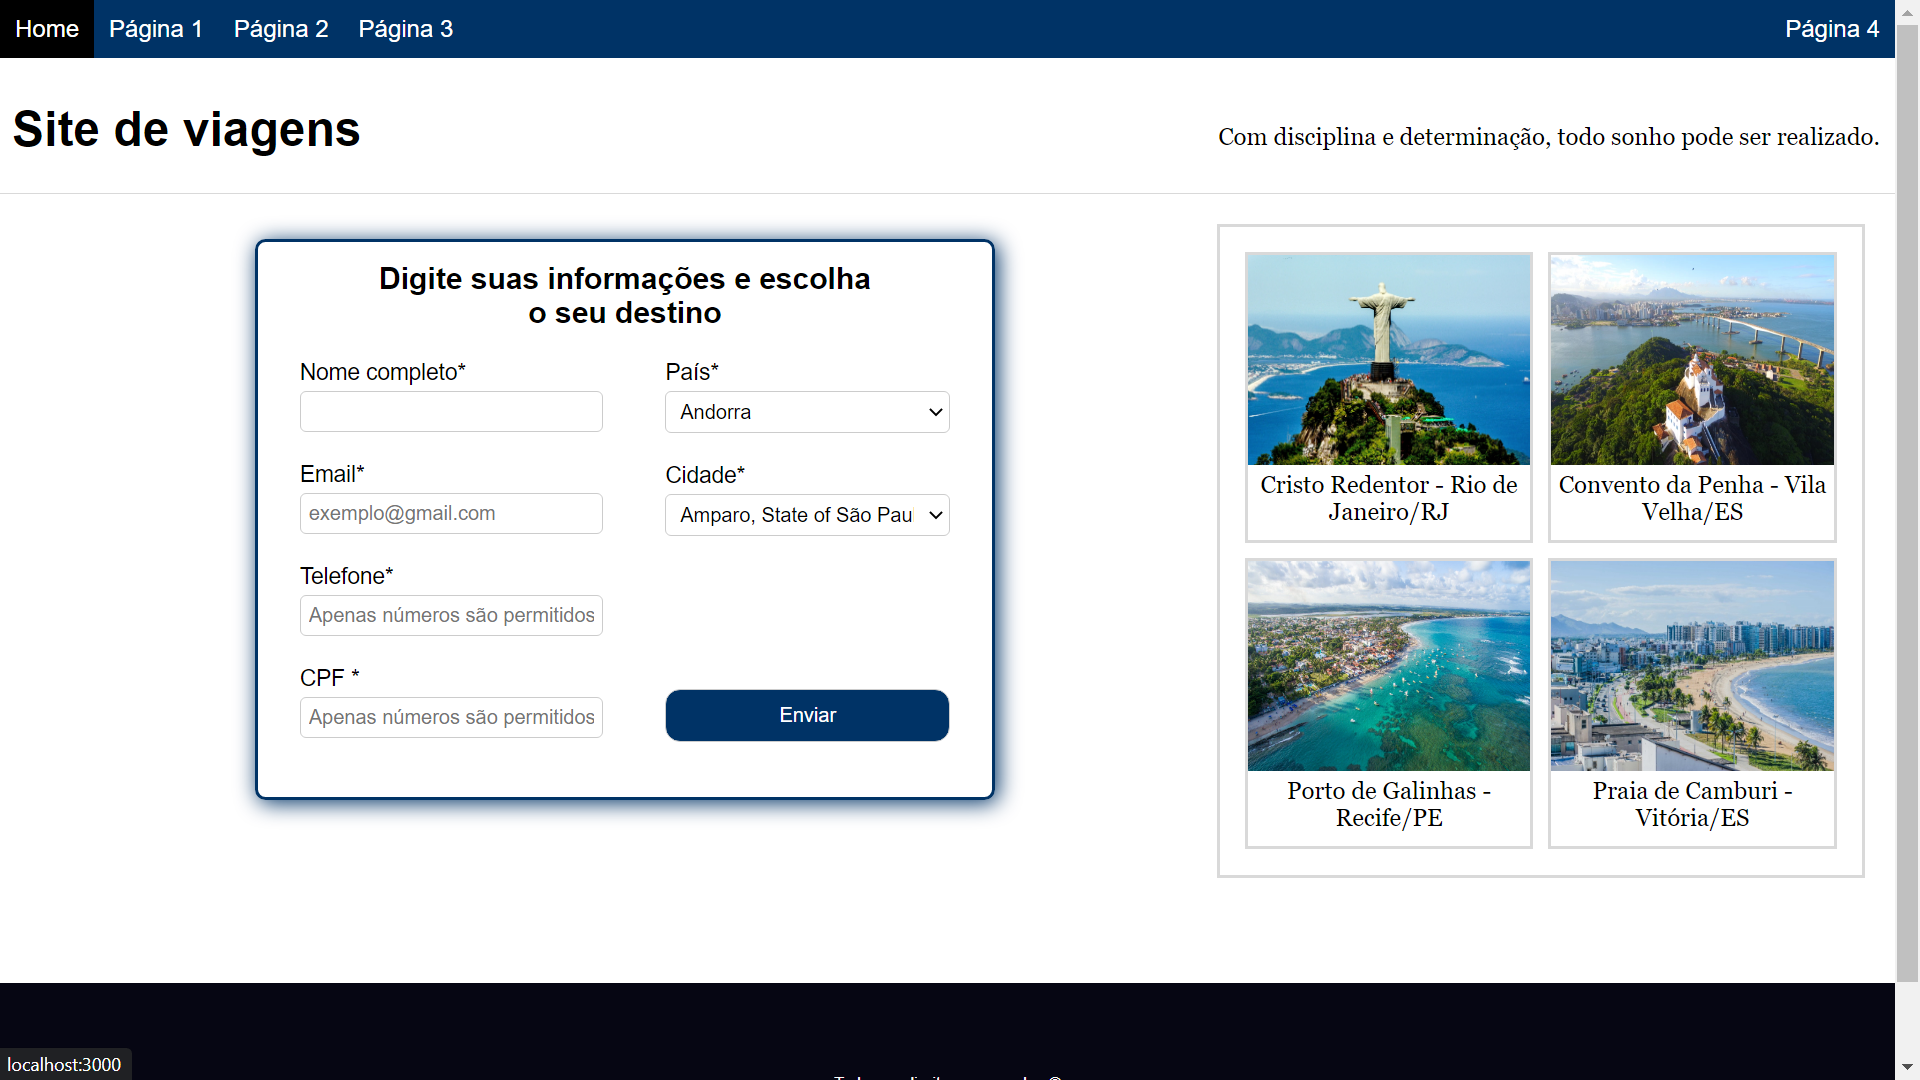 Home Página 1 Página 2 Página 3 Página 4
Site de viagens
Com disciplina e determinação, todo sonho pode ser realizado.
Digite suas informações e escolha
o seu destino
Nome completo*
País*
Andorra
Email*
exemplo@gmail.com
Cidade*
Amparo, State of São Pau
Telefone*
Apenas números são permitidos
CPF *
Apenas números são permitidos
Enviar
Cristo Redentor - Rio de
Janeiro/RJ
Convento da Penha - Vila
Velha/ES
Porto de Galinhas -
Recife/PE
Praia de Camburi -
Vitória/ES
localhost:3000